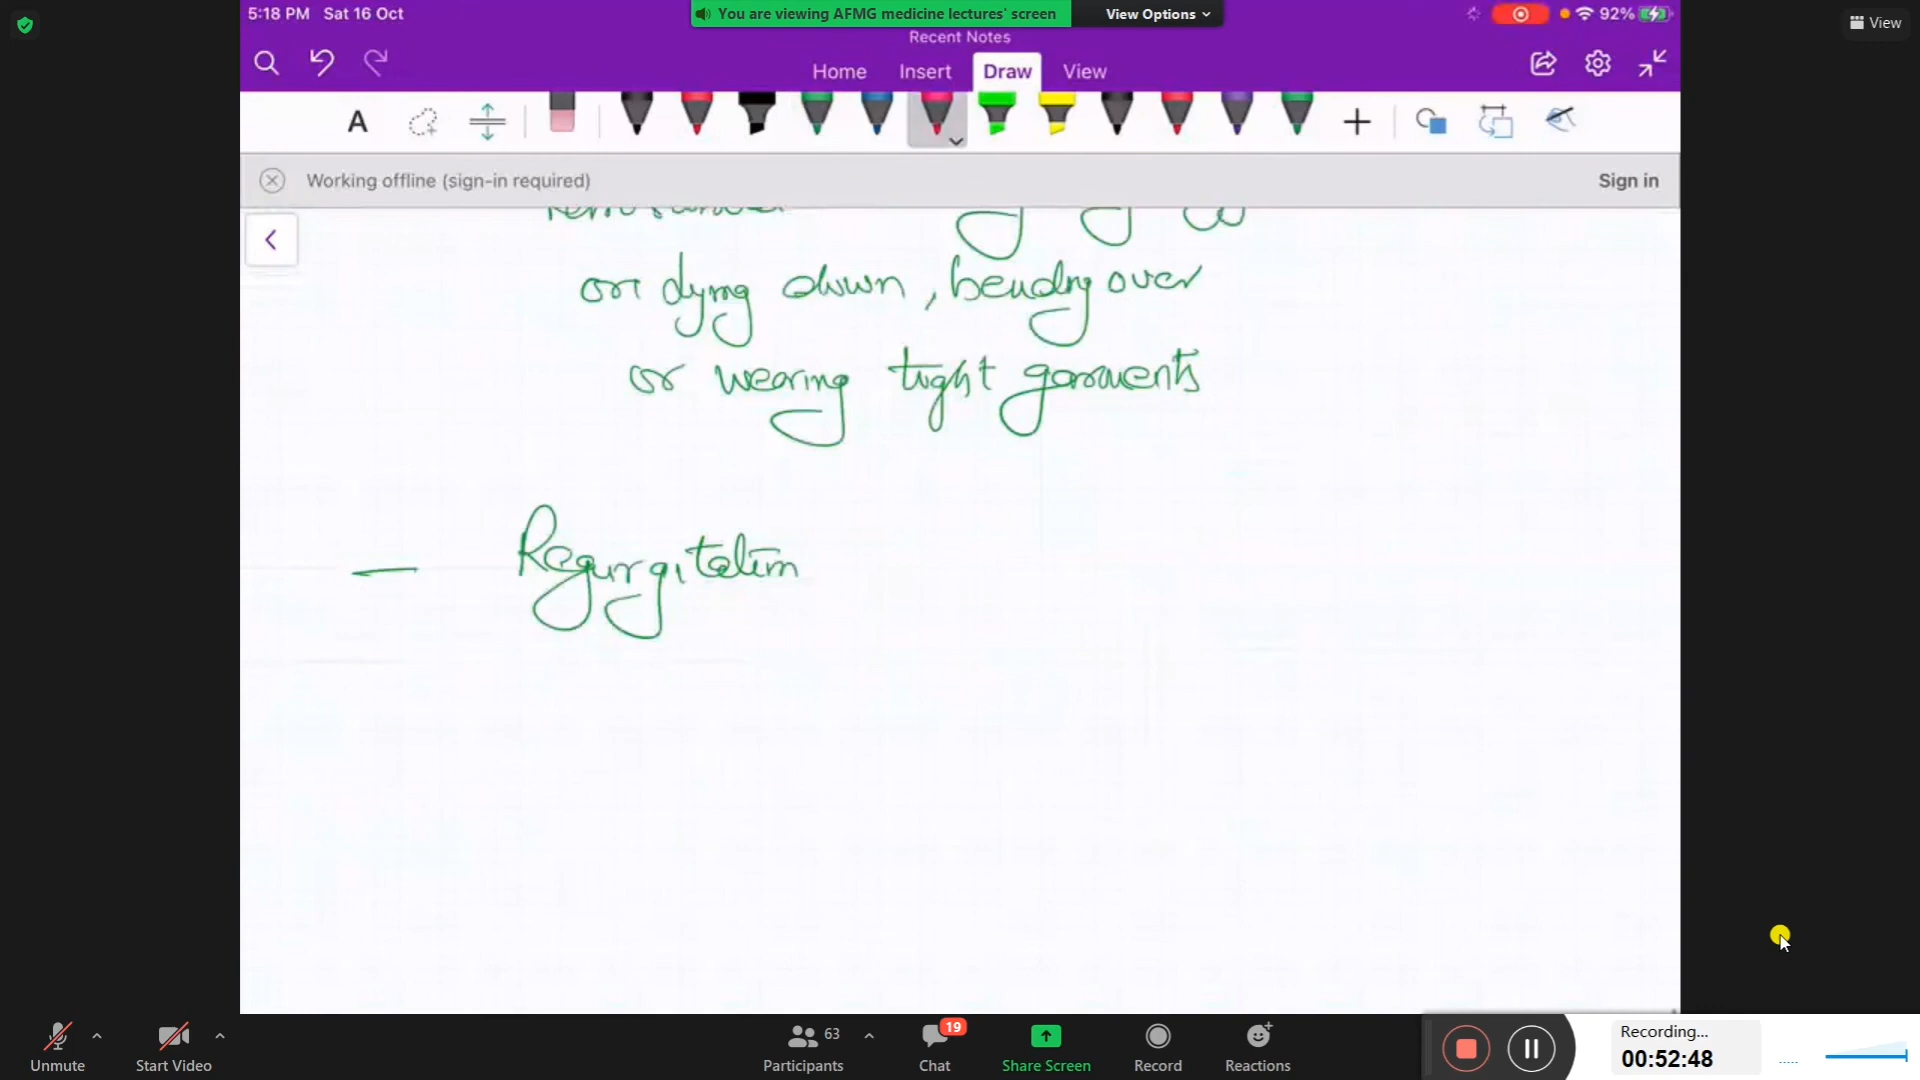 5:18 PM Sat 16 Oct
You are viewing AFMG medicine lectures' screen
View Options
92%
View
Recent Notes
Home Insert Draw View
A
Working offline (sign-in required)
Sign in
or lying down, bending over
or wearing tight garments
— Regurgitation
Unmute
Start Video
Participants 63
Chat 19
Share Screen
Record
Reactions
Recording...
00:52:48